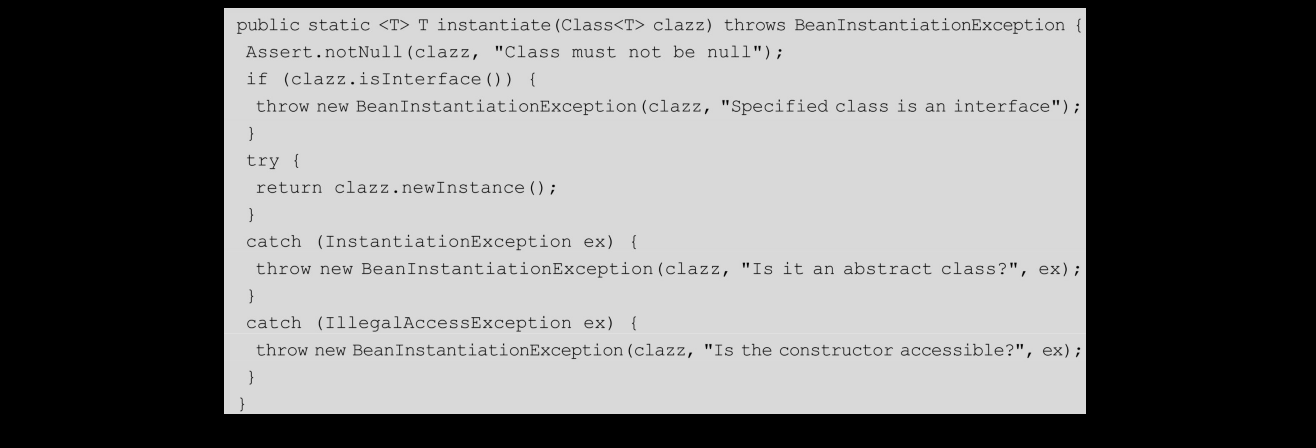 public static <T> T instantiate(Class<T> clazz) throws BeanInstantiationException {
Assert.notNull(clazz, "Class must not be null");
if (clazz.isInterface()) {
throw new BeanInstantiationException(clazz, "Specified class is an interface");
}
try {
return clazz.newInstance();
}
catch (InstantiationException ex) {
throw new BeanInstantiationException(clazz, "Is it an abstract class?", ex);
}
catch (IllegalAccessException ex) {
throw new BeanInstantiationException(clazz, "Is the constructor accessible?", ex);
}
}